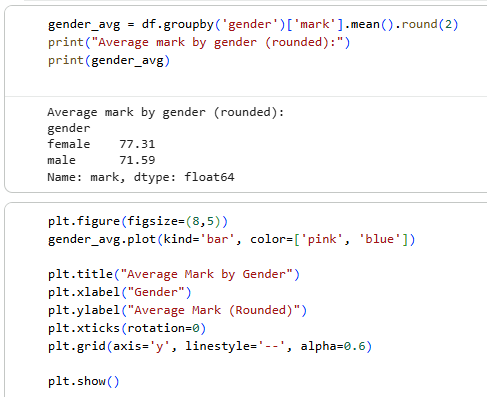 gender_avg = df.groupby('gender')['mark'].mean().round(2)
print("Average mark by gender (rounded):")
print(gender_avg)
Average mark by gender (rounded):
gender
female    77.31
male      71.59
Name: mark, dtype: float64
plt.figure(figsize=(8,5))
gender_avg.plot(kind='bar', color=['pink', 'blue'])
plt.title("Average Mark by Gender")
plt.xlabel("Gender")
plt.ylabel("Average Mark (Rounded)")
plt.xticks(rotation=0)
plt.grid(axis='y', linestyle='--', alpha=0.6)
plt.show()